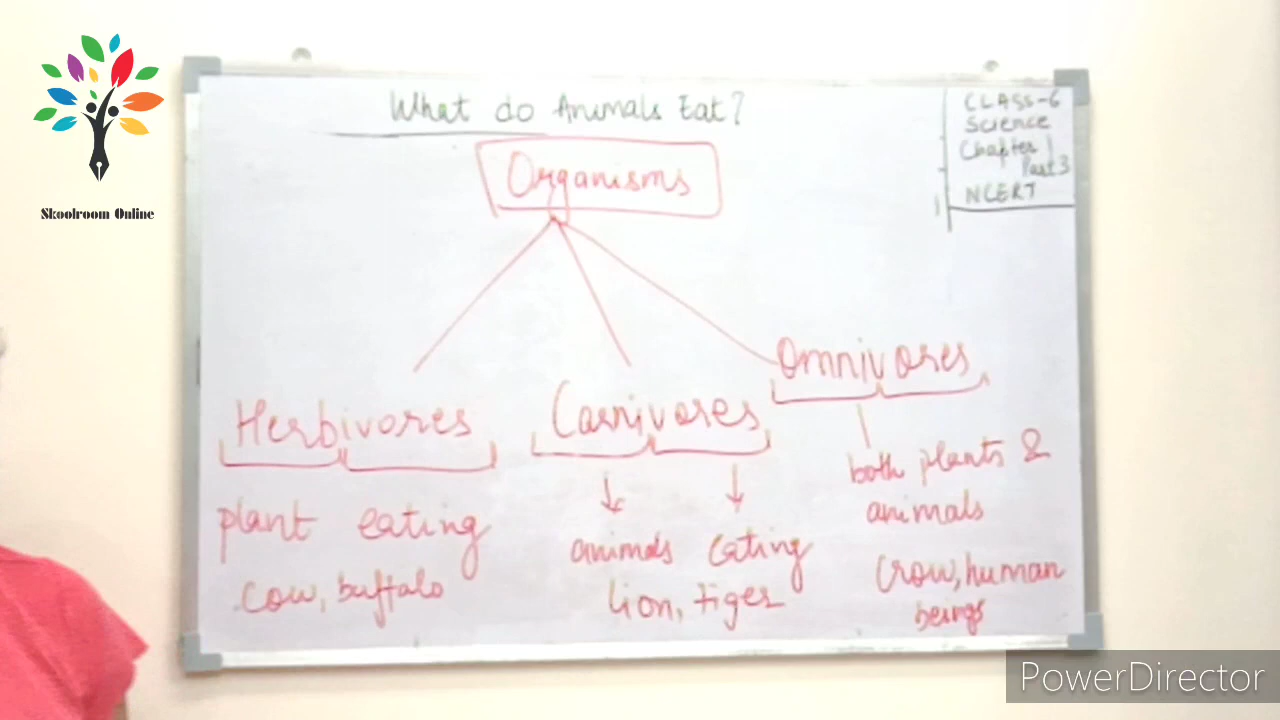 Skoolroom Online
What do Animals Eat?
CLASS-6
Science
Chapter 1
Part 3
NCERT
Organisms
Herbivores
plant eating
cow, buffalo
Carnivores
animals eating
lion, tiger
Omnivores
both plants &
animals
Crow, human
beings
PowerDirector